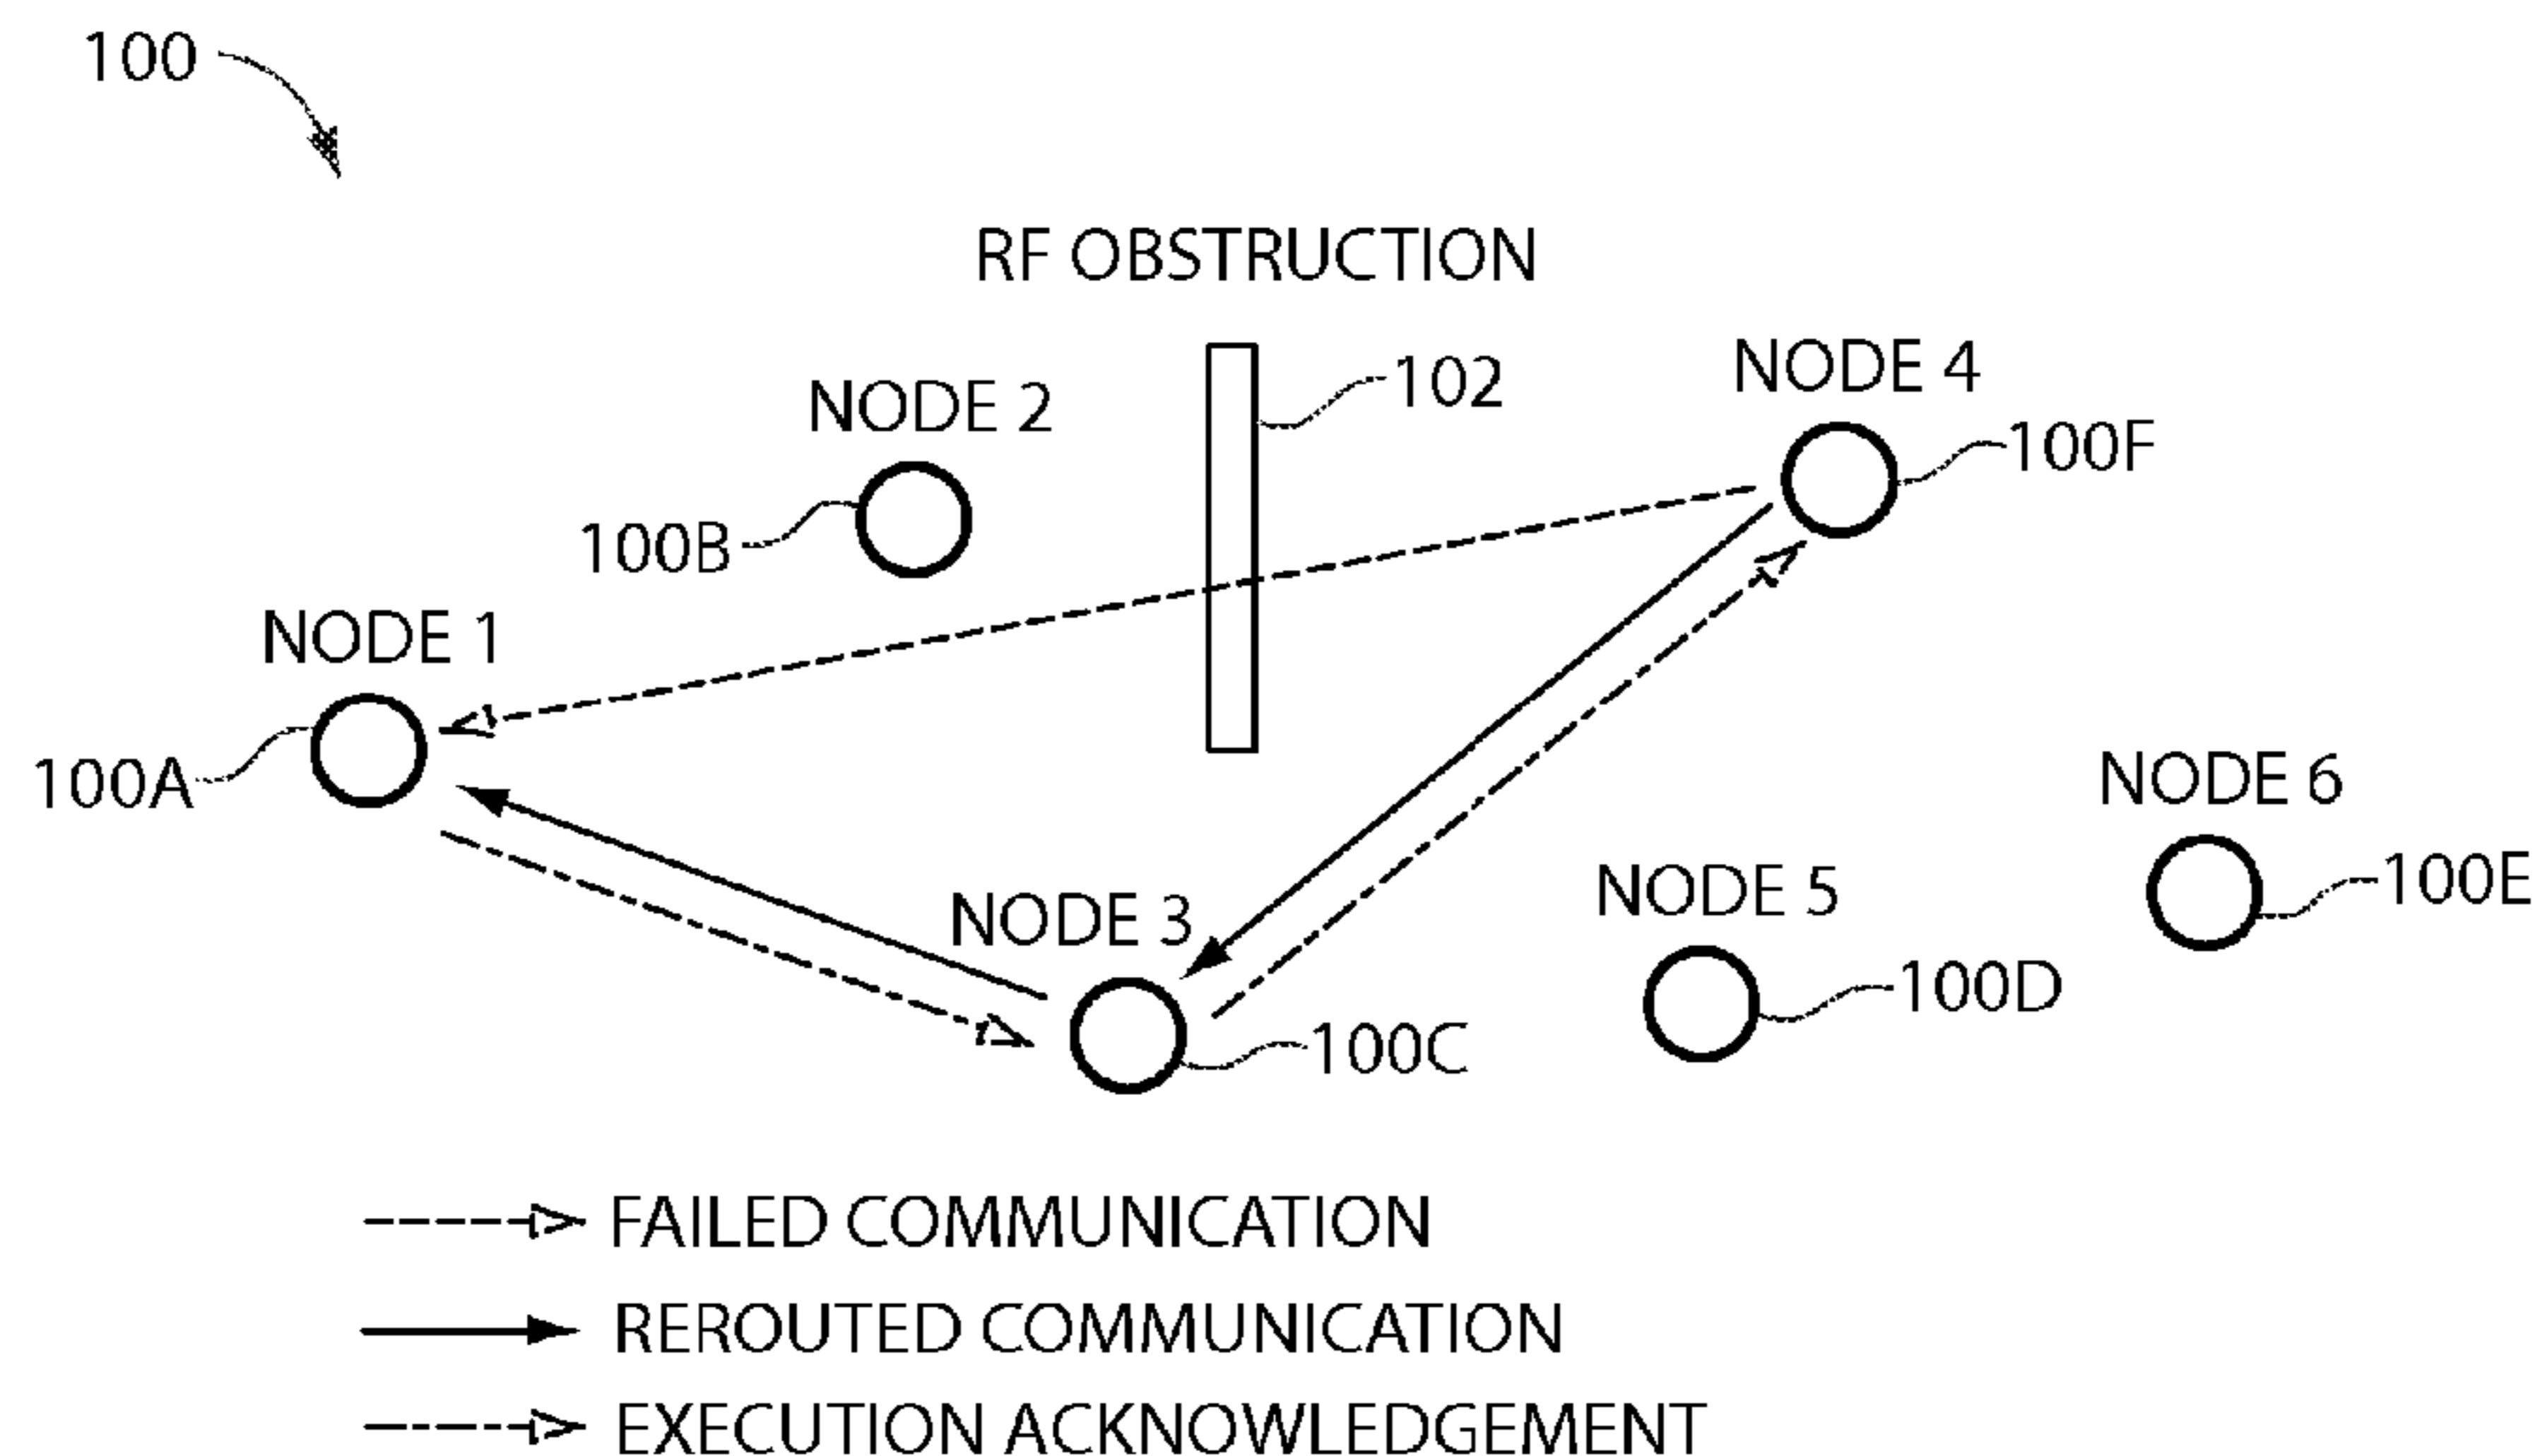 100
RF OBSTRUCTION
NODE 2
102
NODE 4
100B
100F
NODE 1
100A
NODE 6
NODE 3
NODE 5
100E
100C
100D
FAILED COMMUNICATION
REROUTED COMMUNICATION
EXECUTION ACKNOWLEDGEMENT